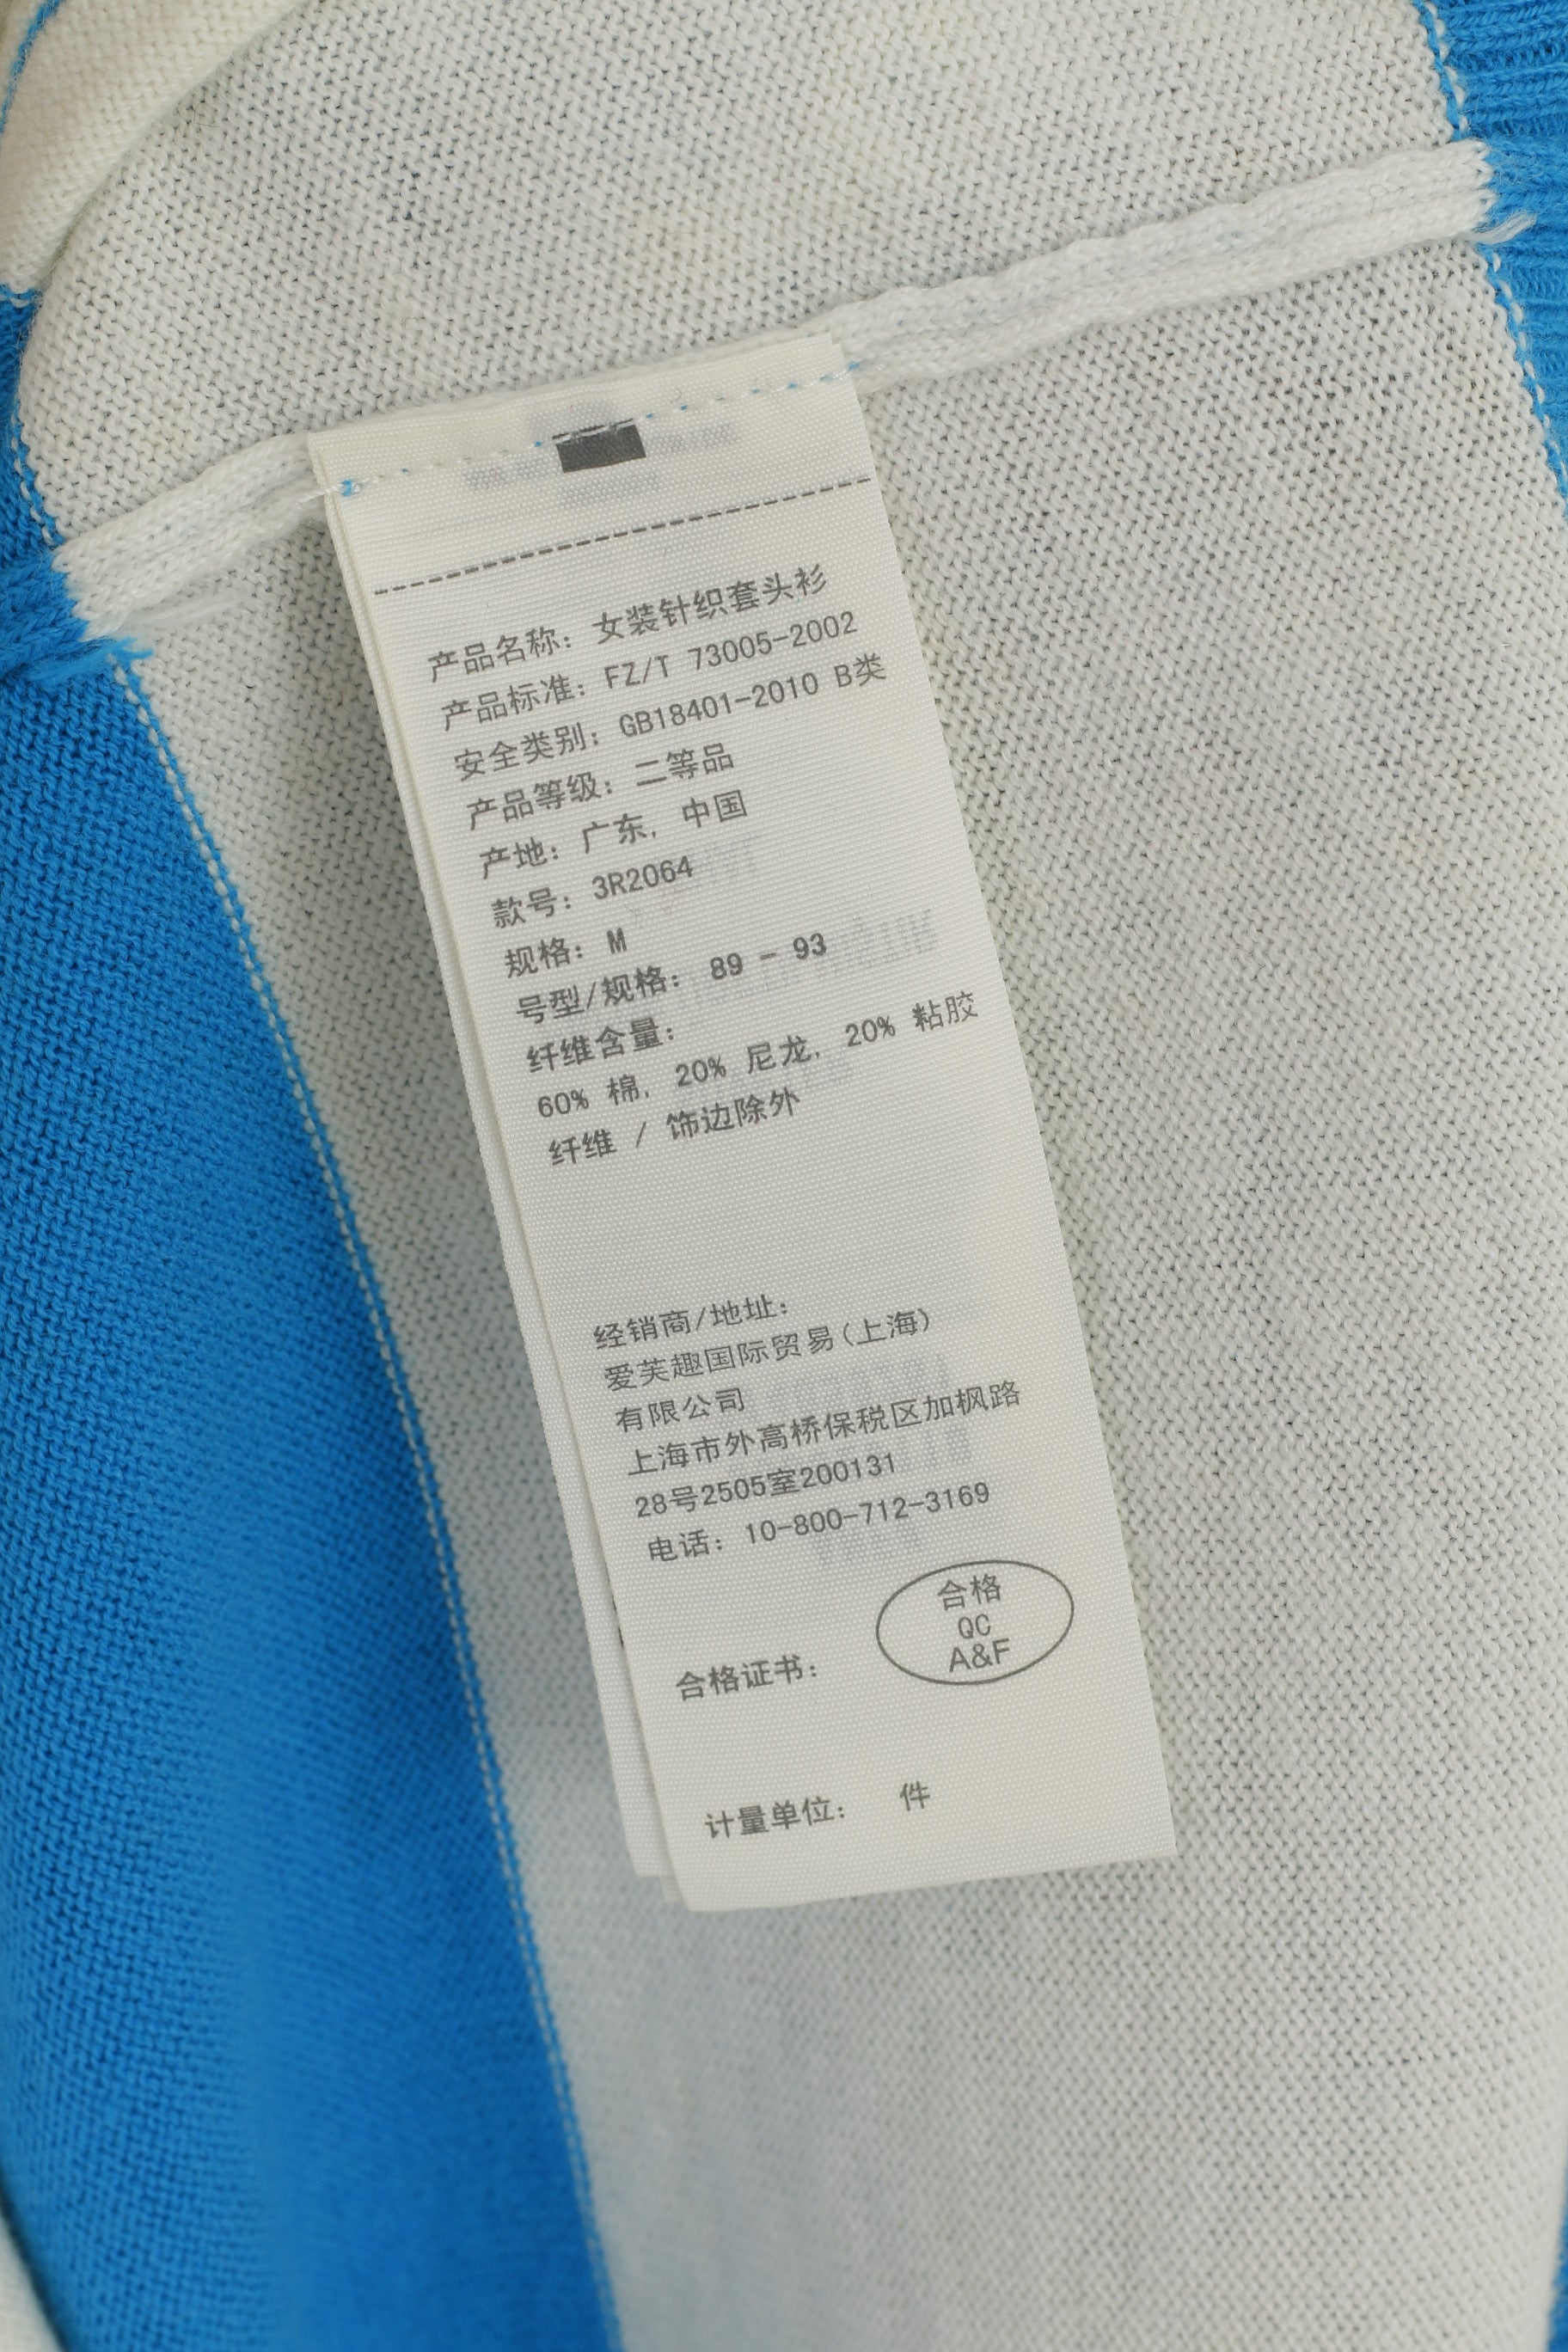 产品名称: 女装针织套头衫
产品标准: FZ/T 73005-2002
安全类别: GB18401-2010 B类
产品等级: 二等品
产地: 广东, 中国
款号: 3R2064
规格: M
号型/规格: 89 - 93
纤维含量:
60% 棉, 20% 尼龙, 20% 粘胶
纤维 / 饰边除外
经销商/地址:
爱芙趣国际贸易(上海)
有限公司
上海市外高桥保税区加枫路
28号2505室200131
电话: 10-800-712-3169
合格
QC
A&F
合格证书:
计量单位: 件